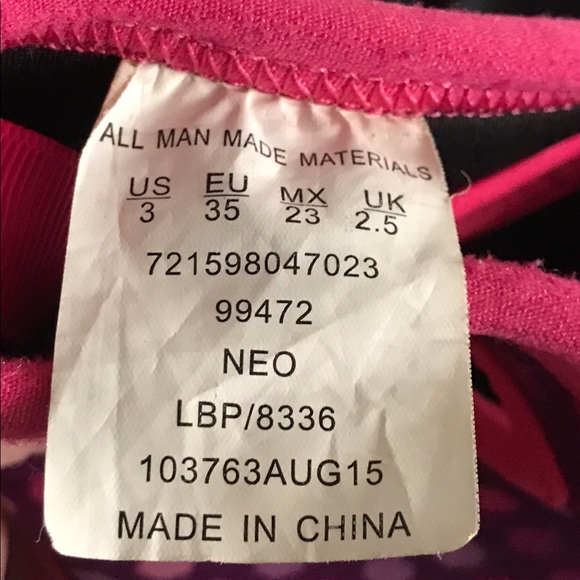 ALL MAN MADE MATERIALS
US EU MX UK
3 35 23 2.5
721598047023
99472
NEO
LBP/8336
103763AUG15
MADE IN CHINA